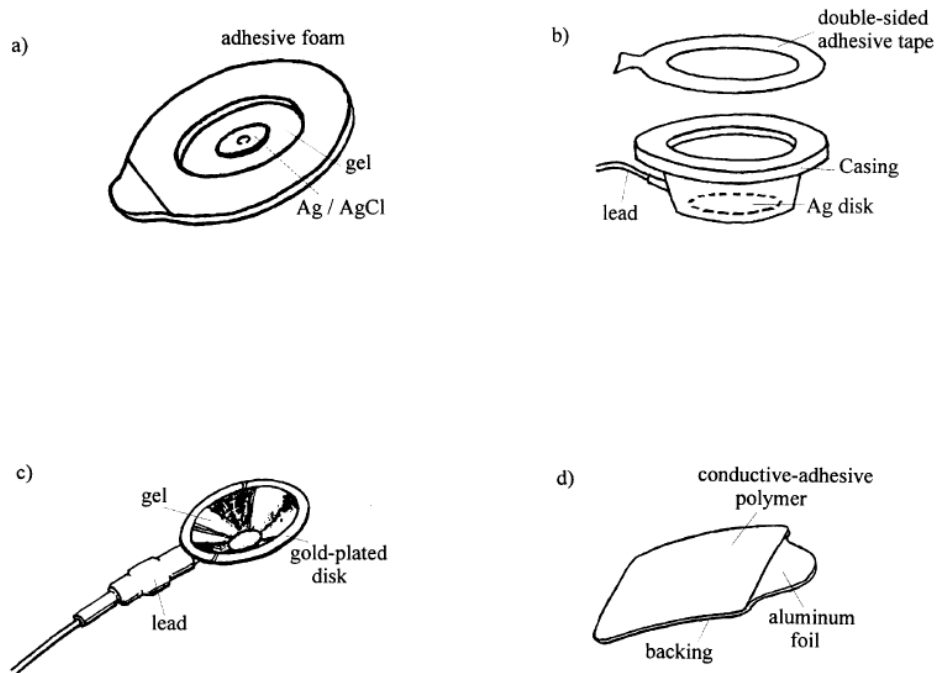 a)
adhesive foam
gel
Ag / AgCl
b)
double-sided
adhesive tape
Casing
lead
Ag disk
c)
gel
gold-plated
disk
lead
d)
conductive-adhesive
polymer
aluminum
foil
backing